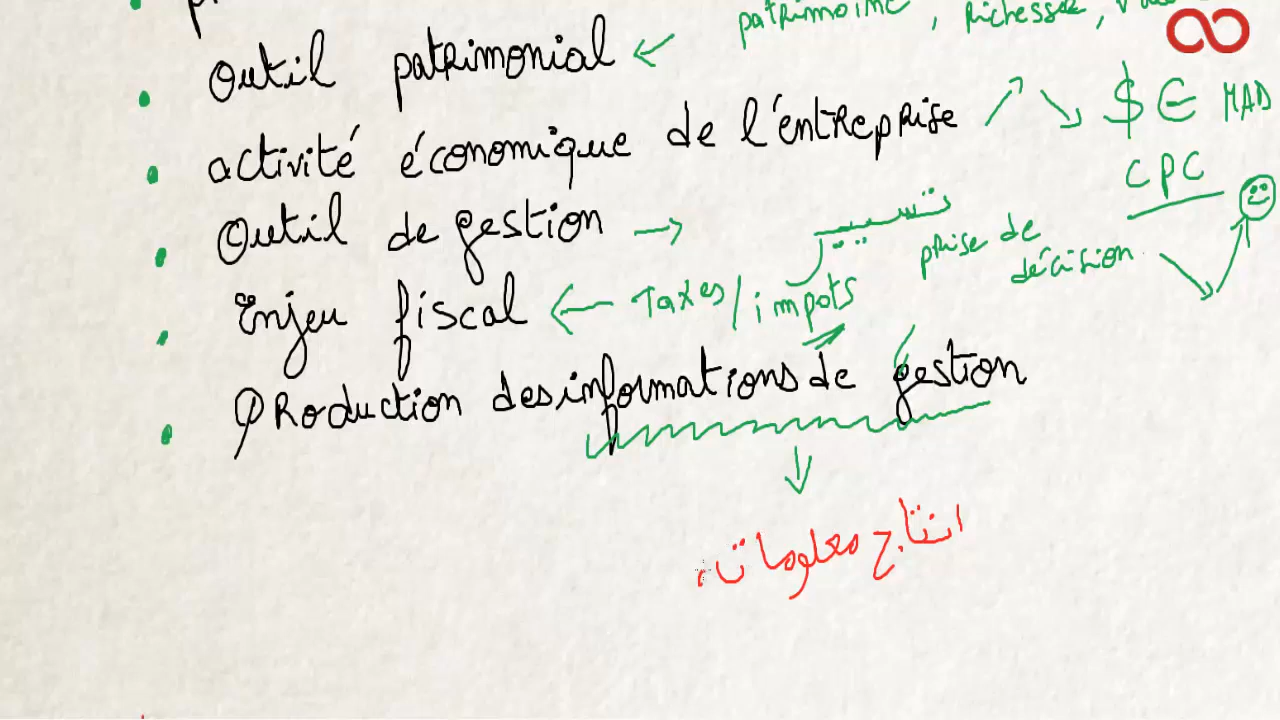 patrimoine, Richesse,
Outil patrimonial
activité économique de l'entreprise $ € MAD
CPC
Outil de gestion تسيير prise de décision
Enjeu fiscal Taxes/impots
Production des informations de gestion
انتاج معلومات